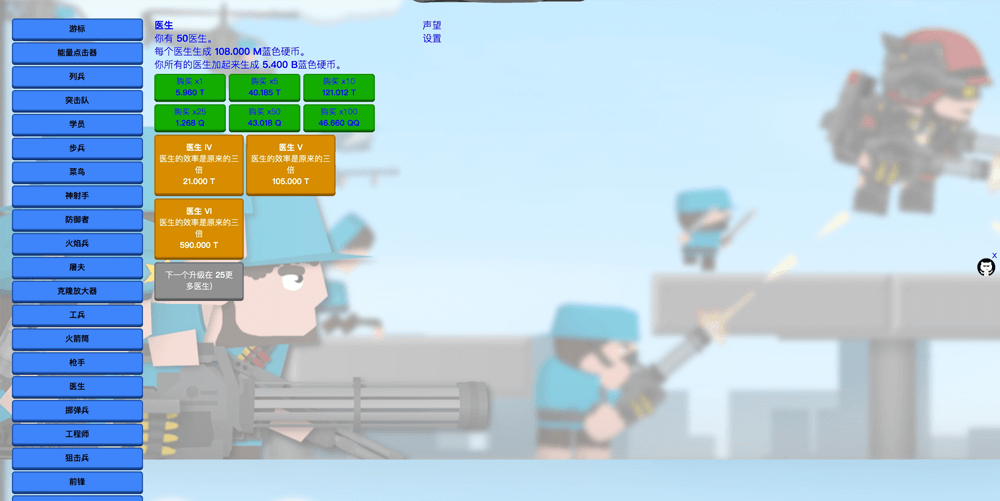 游标
能量点击器
列兵
突击队
学员
步兵
菜鸟
神射手
防御者
火焰兵
屠夫
克隆放大器
工兵
火箭筒
枪手
医生
掷弹兵
工程师
狙击兵
前锋
医生
你有 50医生。
每个医生生成 108.000 M蓝色硬币。
你所有的医生加起来生成 5.400 B蓝色硬币。
购买 x1
5.960 T
购买 x5
40.185 T
购买 x10
121.012 T
购买 x25
1.268 Q
购买 x50
43.018 Q
购买 x100
46.660 QQ
医生 IV
医生的效率是原来的三
倍
21.000 T
医生 V
医生的效率是原来的三
倍
105.000 T
医生 VI
医生的效率是原来的三
倍
590.000 T
下一个升级在 25更
多医生)
声望
设置
x